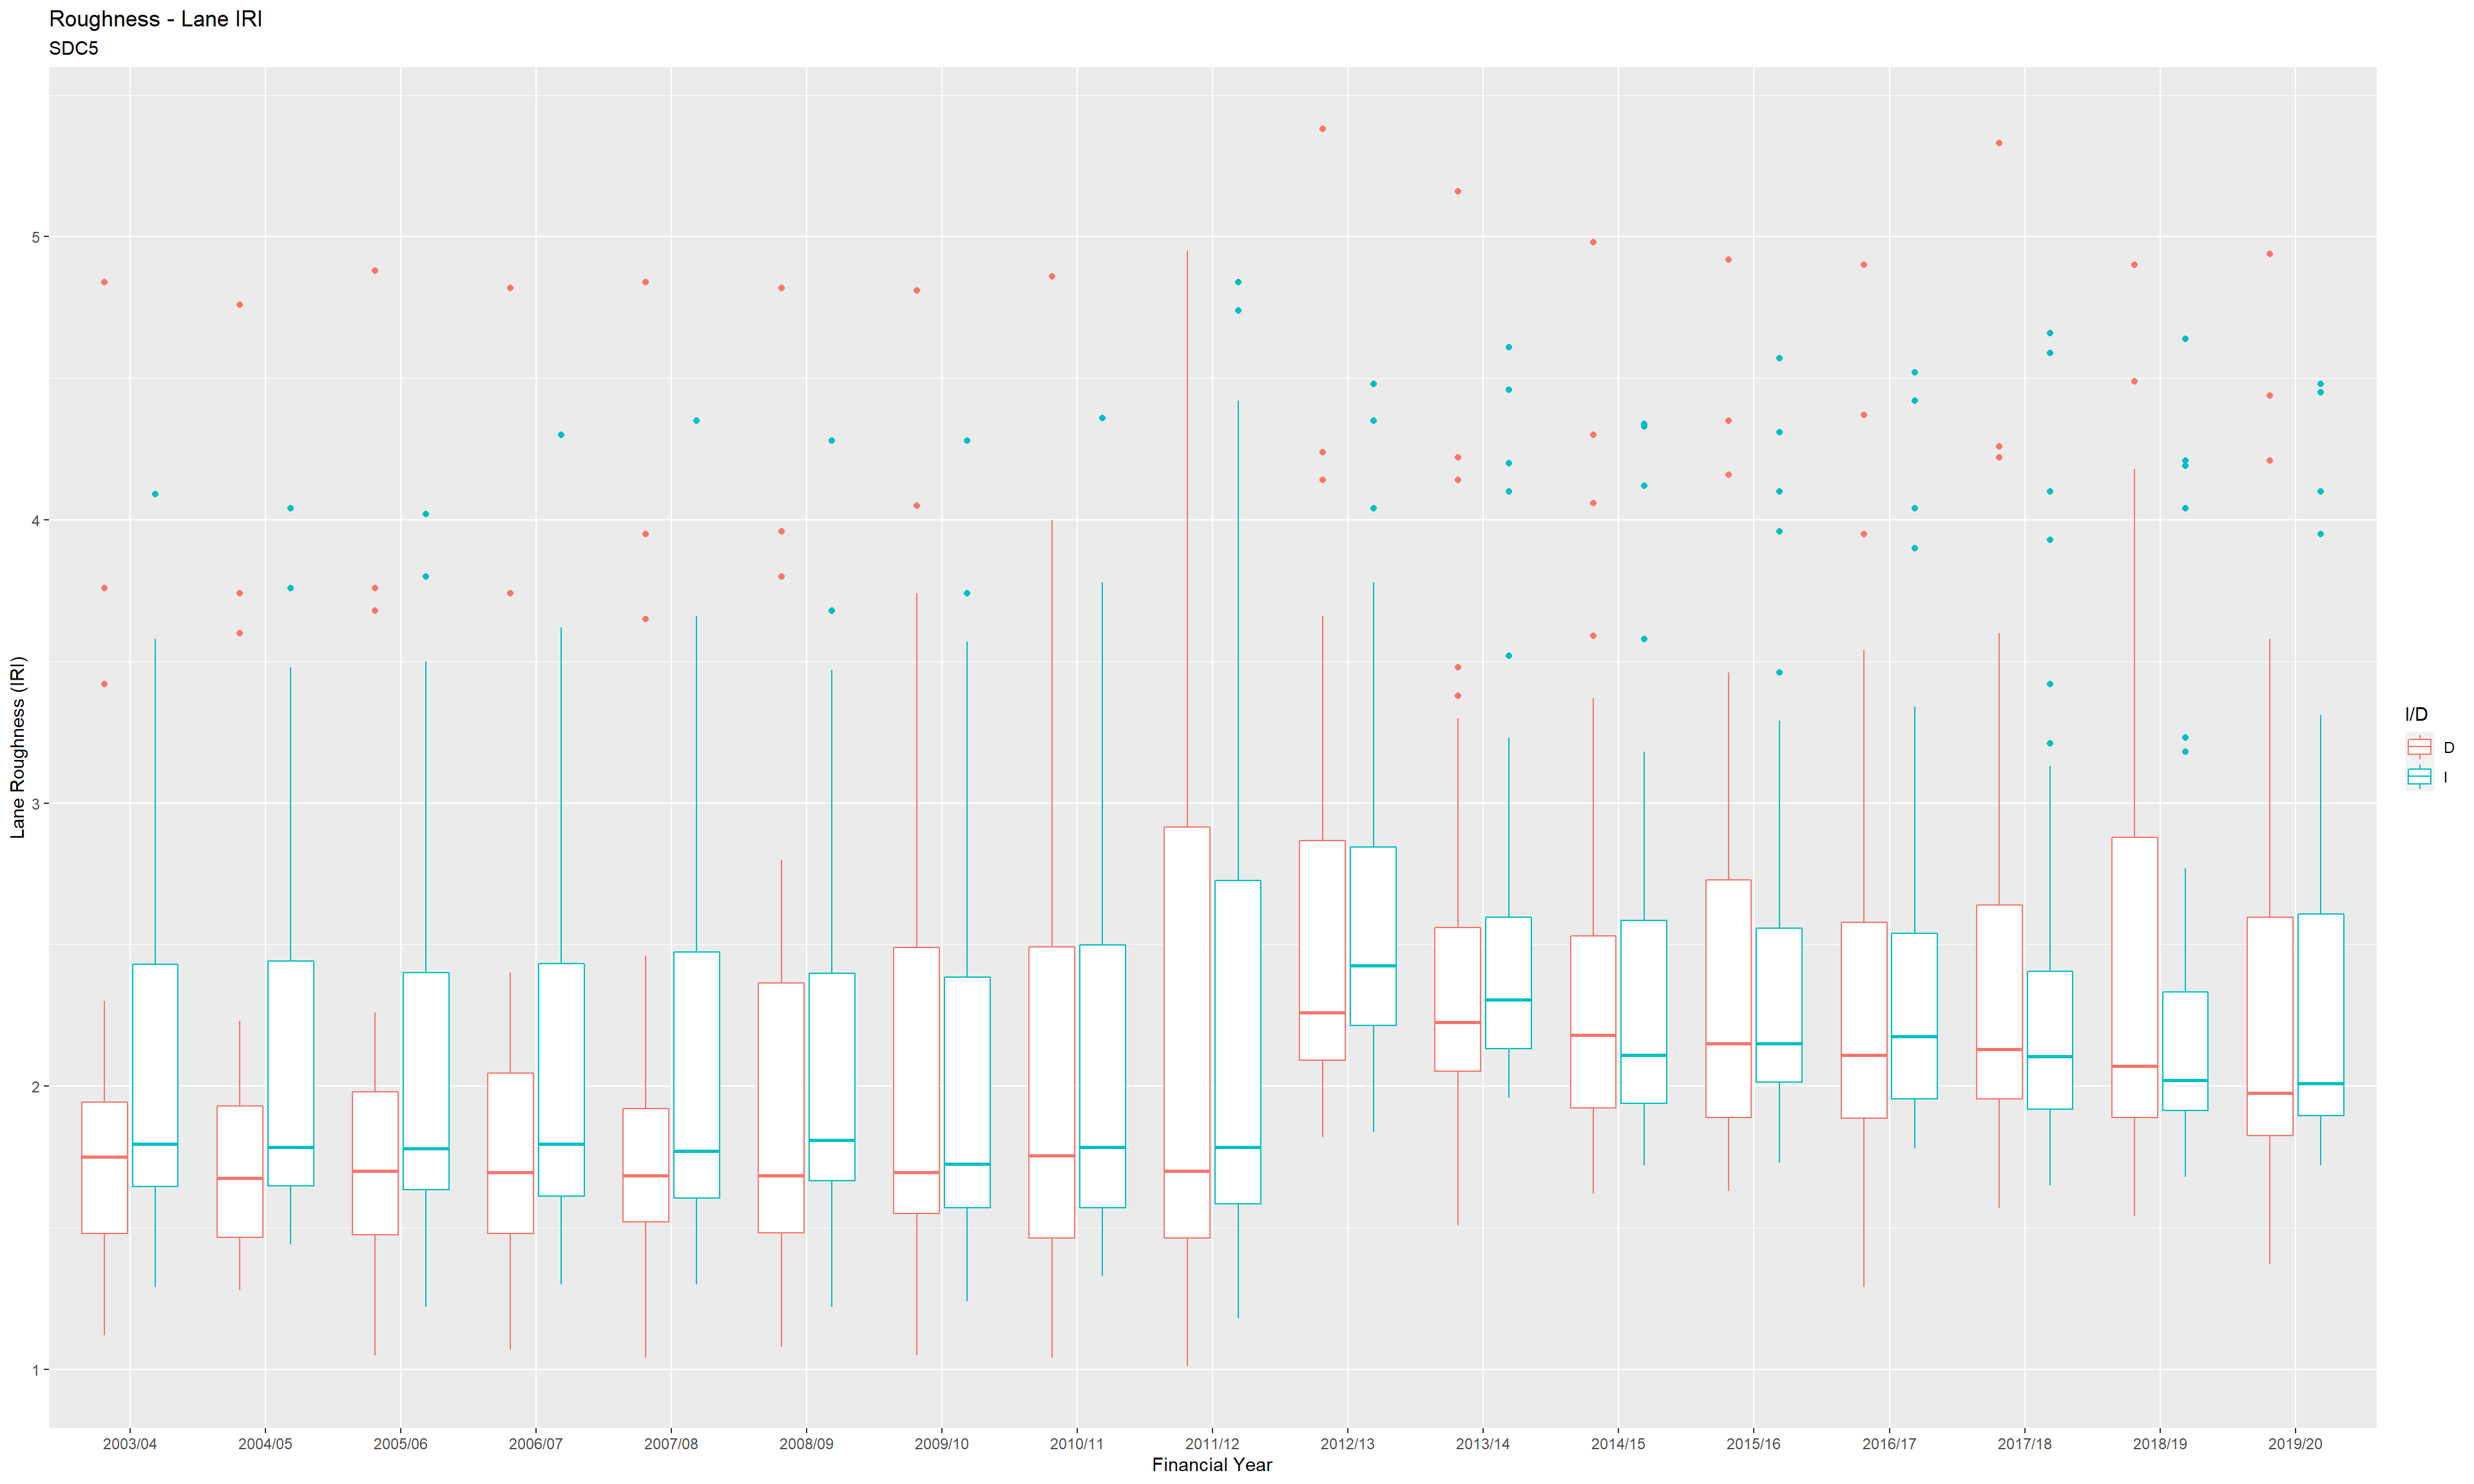 Roughness - Lane IRI
SDC5
Lane Roughness (IRI)
5
4
3
2
1
2003/04 2004/05 2005/06 2006/07 2007/08 2008/09 2009/10 2010/11 2011/12 2012/13 2013/14 2014/15 2015/16 2016/17 2017/18 2018/19 2019/20
Financial Year
I/D
D
I